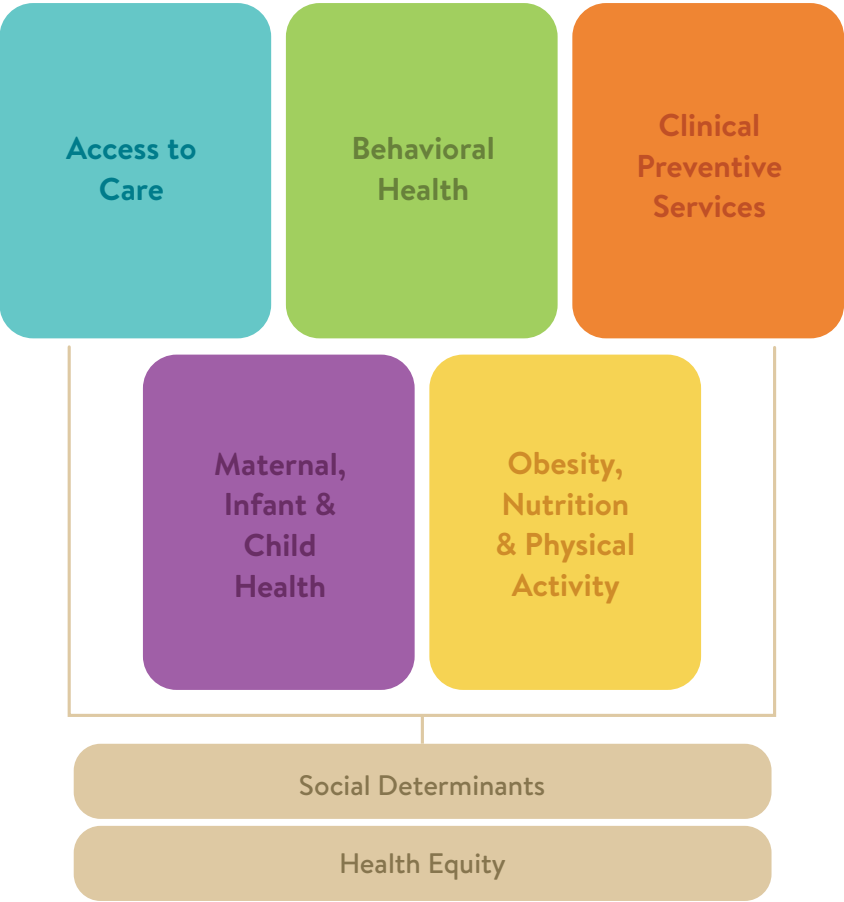 Access to
Care
Behavioral
Health
Clinical
Preventive
Services
Maternal,
Infant &
Child
Health
Obesity,
Nutrition
& Physical
Activity
Social Determinants
Health Equity